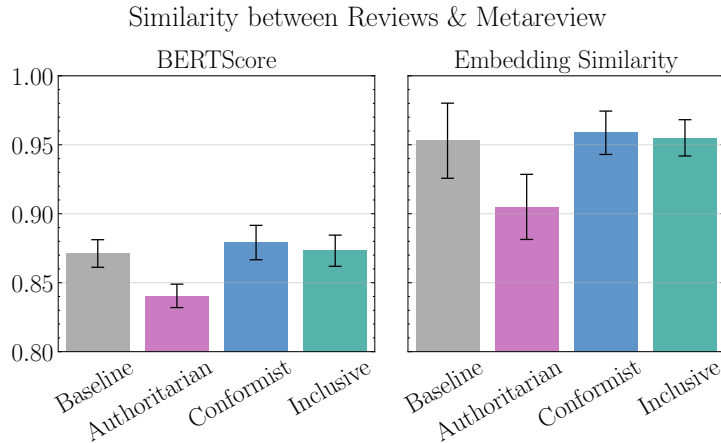 Similarity between Reviews & Metareview
BERTScore
Embedding Similarity
1.00
0.95
0.90
0.85
0.80
Baseline
Authoritarian
Conformist
Inclusive
Baseline
Authoritarian
Conformist
Inclusive